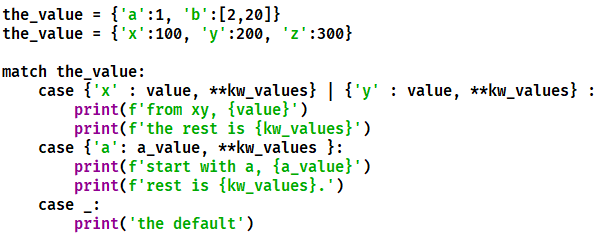 the_value = {'a':1, 'b':[2,20]}
the_value = {'x':100, 'y':200, 'z':300}
match the_value:
    case {'x' : value, **kw_values} | {'y' : value, **kw_values} :
        print(f'from xy, {value}')
        print(f'the rest is {kw_values}')
    case {'a': a_value, **kw_values }:
        print(f'start with a, {a_value}')
        print(f'rest is {kw_values}.')
    case _:
        print('the default')